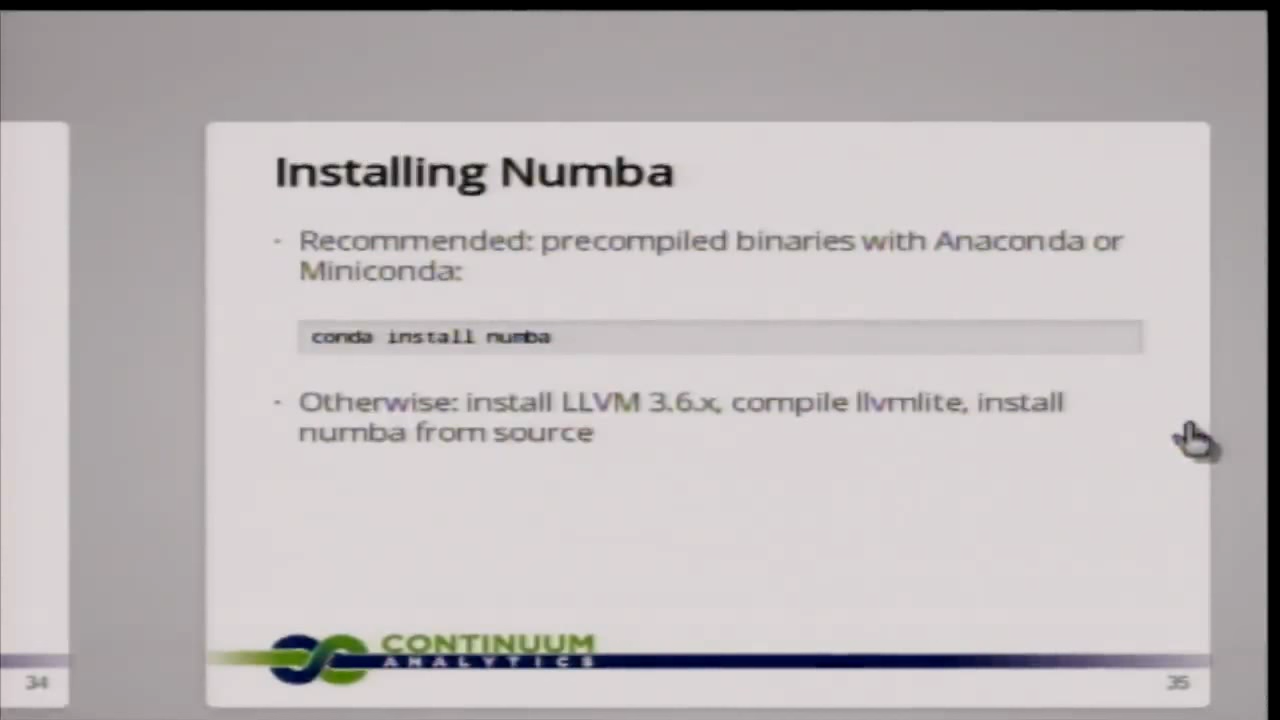 Installing Numba
· Recommended: precompiled binaries with Anaconda or
Miniconda:
conda install numba
· Otherwise: install LLVM 3.6.x, compile llvmlite, install
numba from source
CONTINUUM
ANALYTICS
34
35